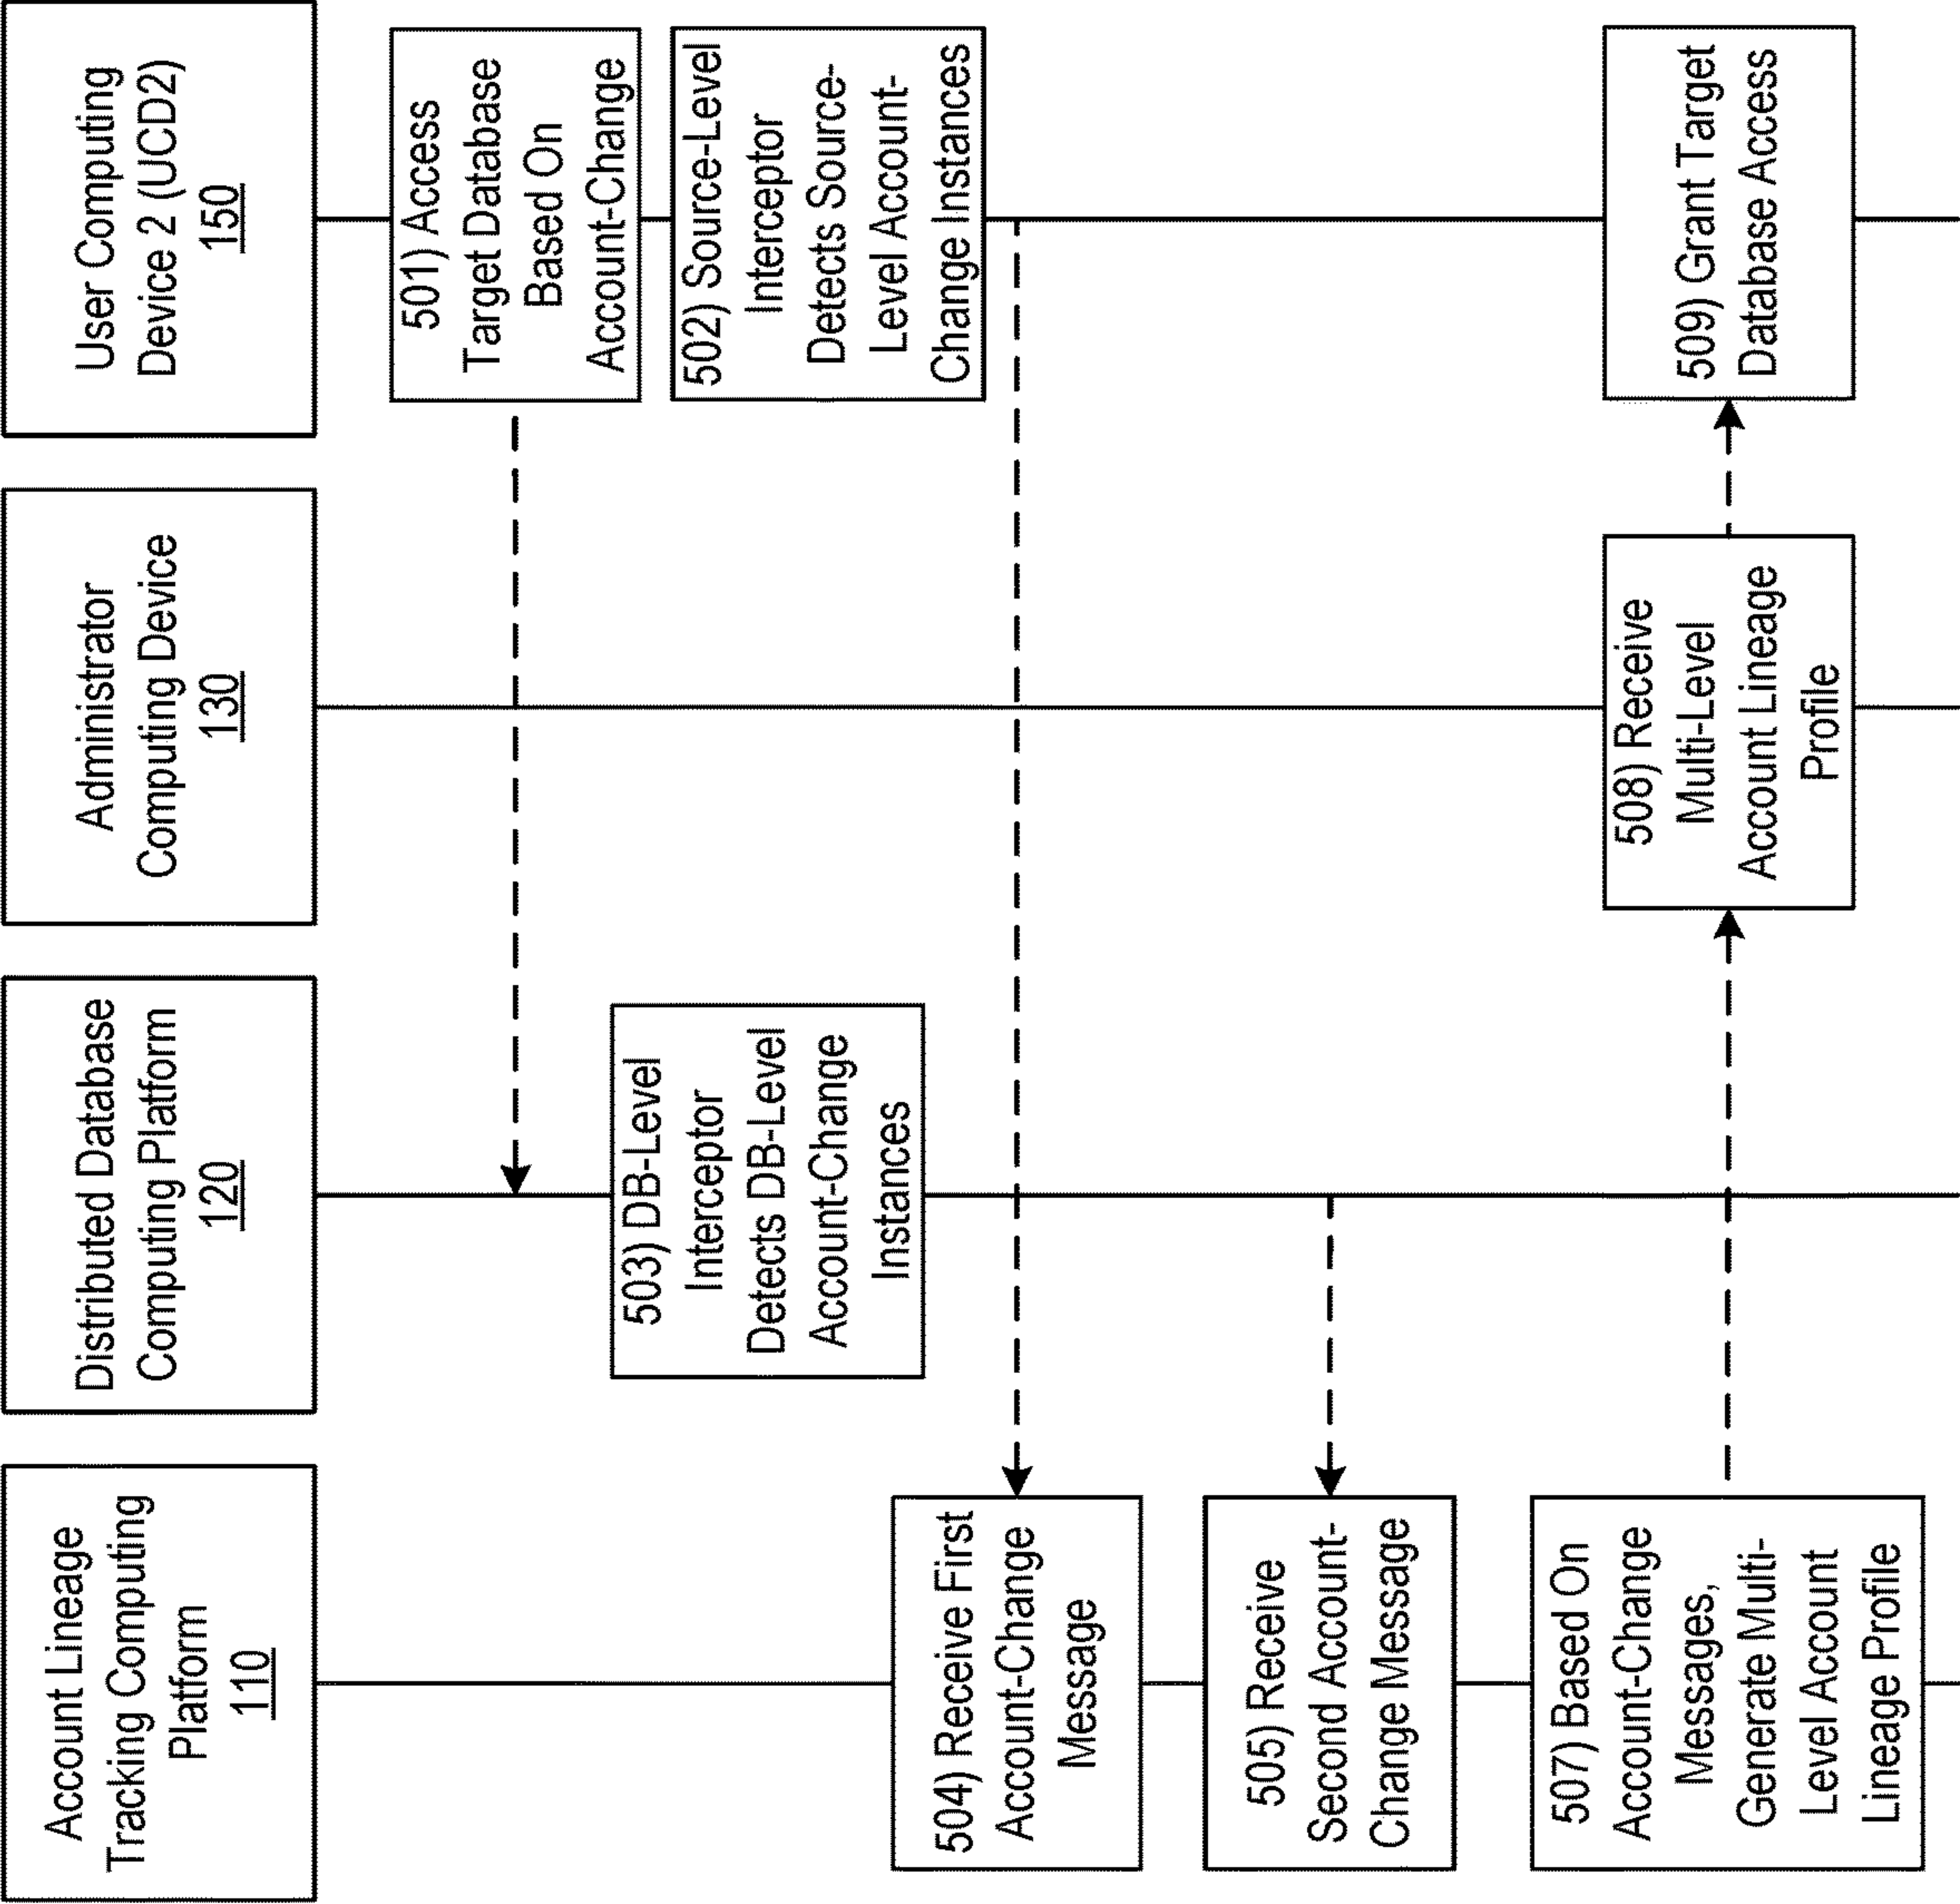 Account Lineage
Tracking Computing
Platform
110
Distributed Database
Computing Platform
120
Administrator
Computing Device
130
User Computing
Device 2 (UCD2)
150
501) Access
Target Database
Based On
Account-Change
502) Source-Level
Interceptor
Detects Source-
Level Account-
Change Instances
503) DB-Level
Interceptor
Detects DB-Level
Account-Change
Instances
504) Receive First
Account-Change
Message
505) Receive
Second Account-
Change Message
507) Based On
Account-Change
Messages,
Generate Multi-
Level Account
Lineage Profile
508) Receive
Multi-Level
Account Lineage
Profile
509) Grant Target
Database Access